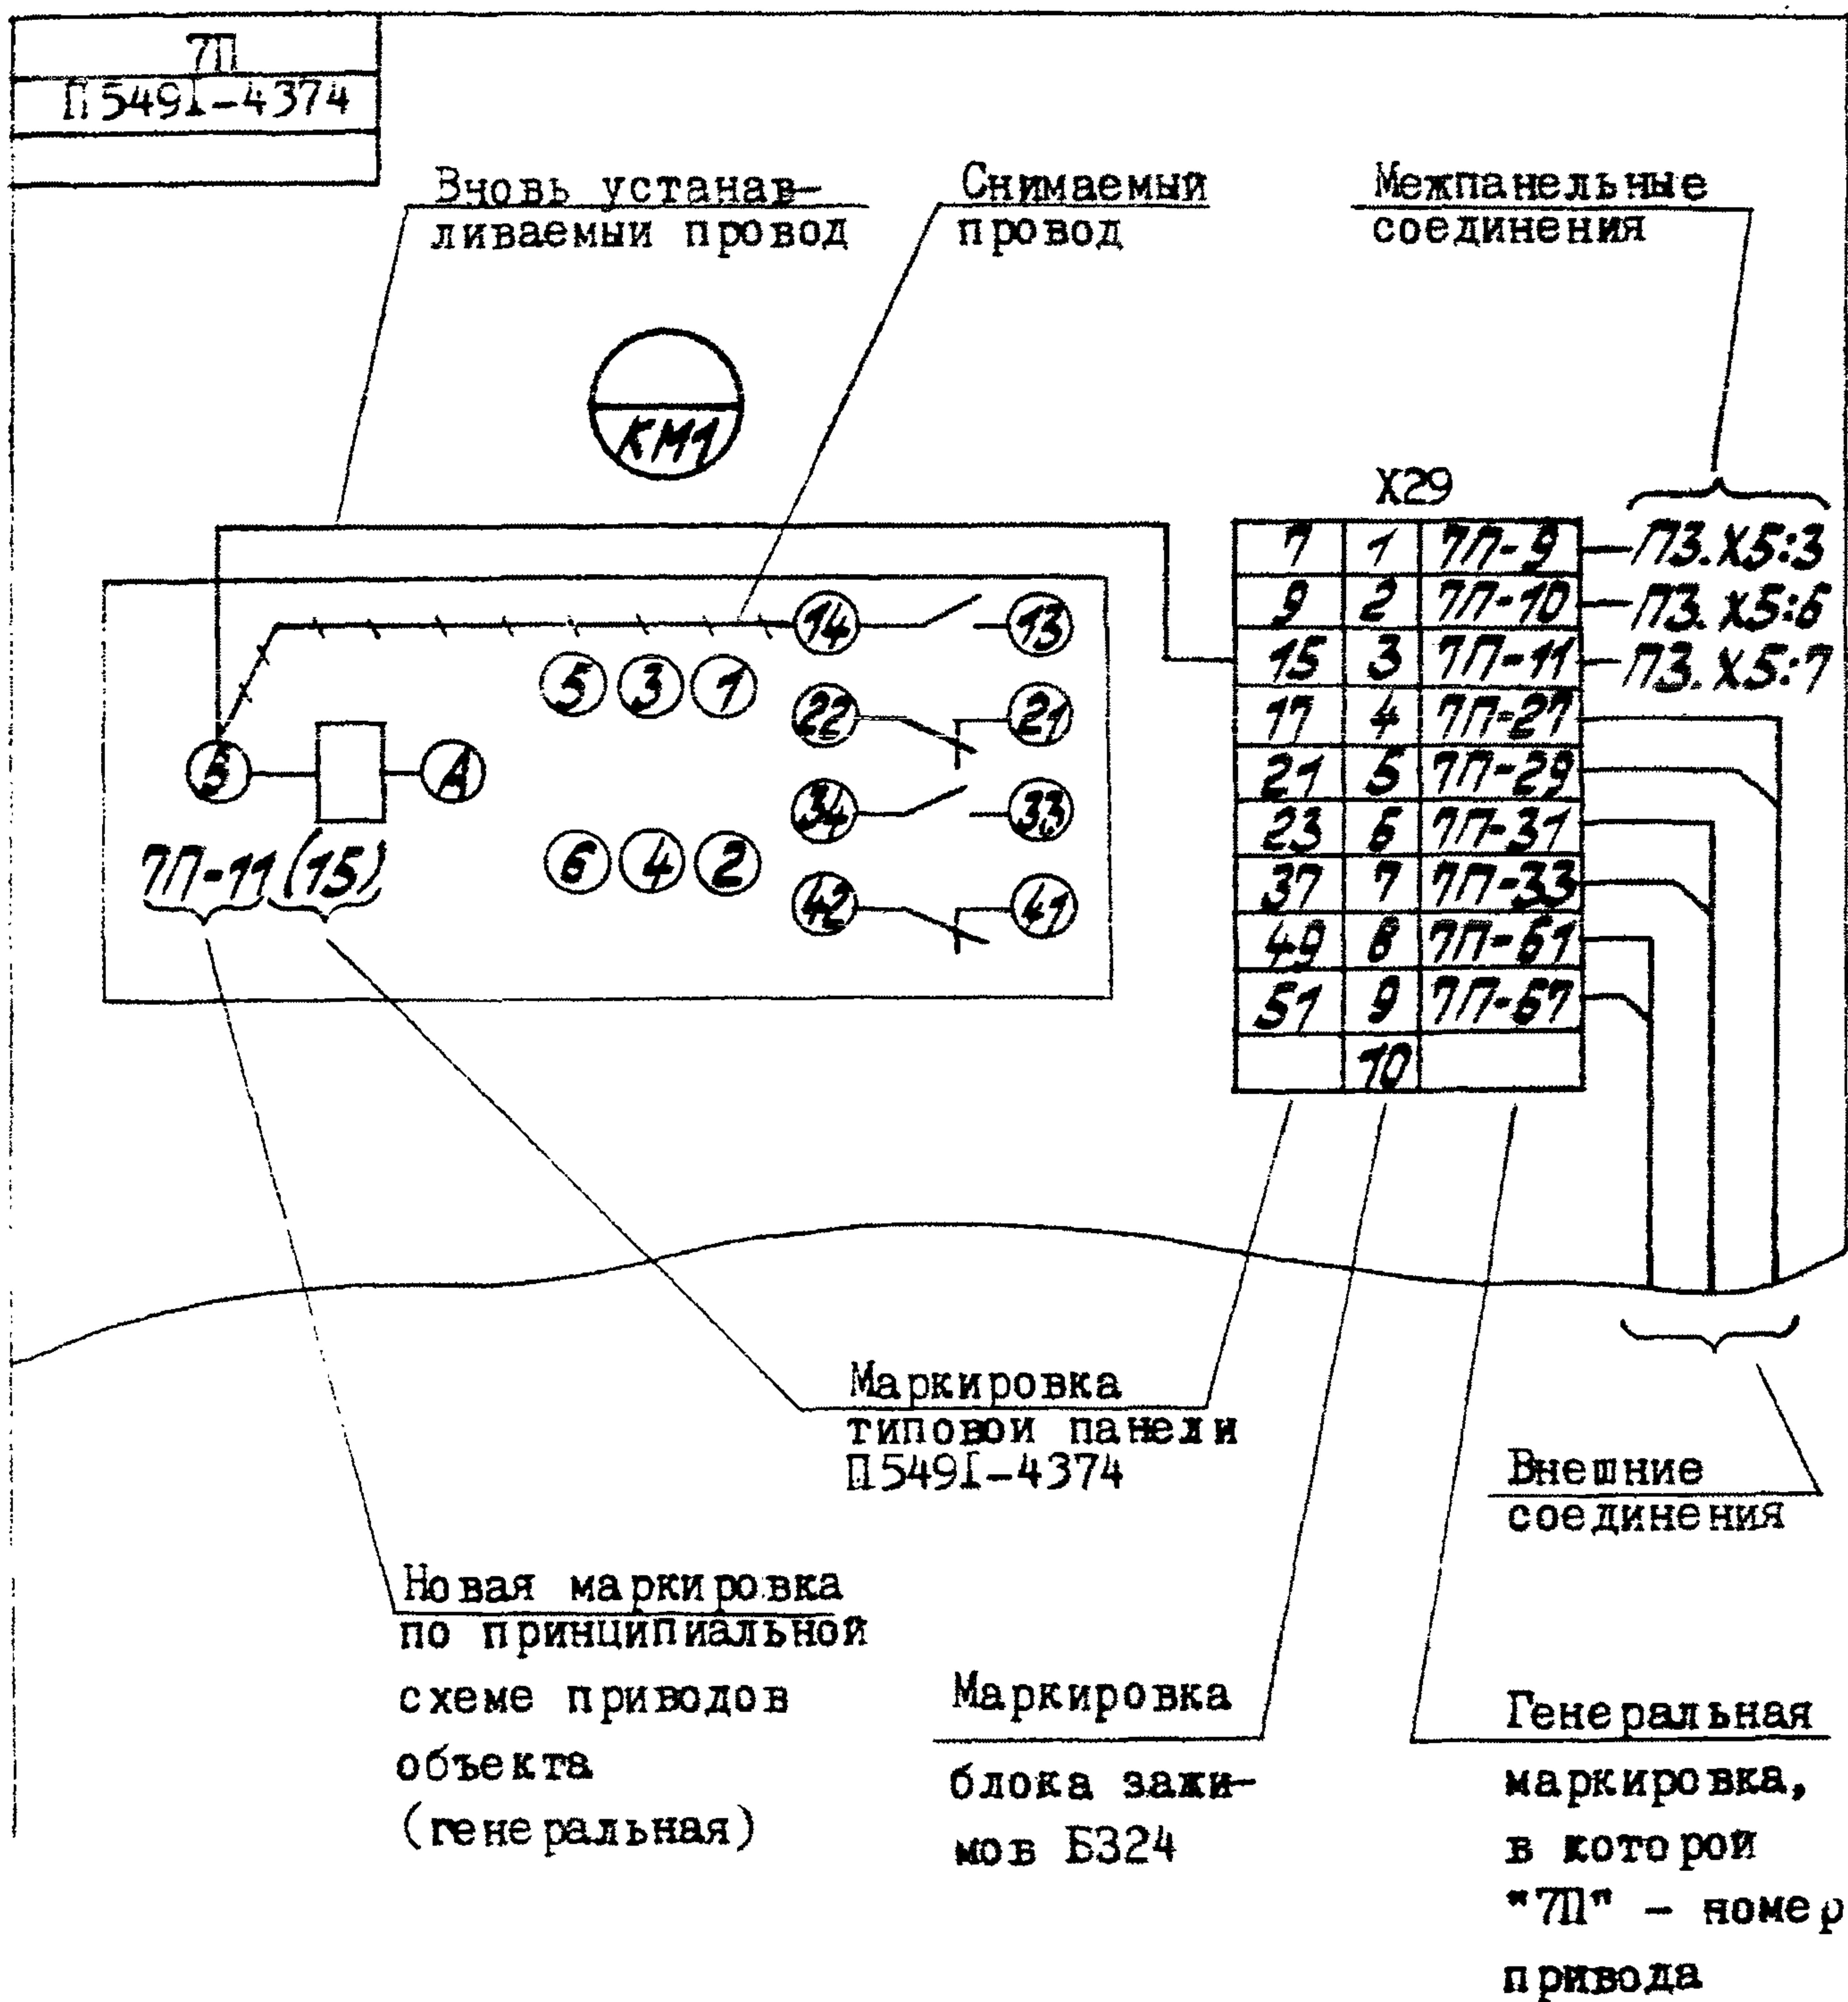 7П
П549I-4374
Вновь устанав-
ливаемый провод
Снимаемый
провод
Межпанельные
соединения
КМ1
Х29
7 1 7П-9 П3.Х5:3
9 2 7П-10 П3.Х5:6
15 3 7П-11 П3.Х5:7
17 4 7П-27
21 5 7П-29
23 6 7П-31
37 7 7П-33
49 8 7П-61
51 9 7П-67
10
14 13
5 3 1
22 21
Б А
34 33
6 4 2
42 41
7П-11 (15)
Маркировка
типовой панели
П549I-4374
Внешние
соединения
Новая маркировка
по принципиальной
схеме приводов
объекта
(генеральная)
Маркировка
блока зажи-
мов Б324
Генеральная
маркировка,
в которой
"7П" - номер
привода